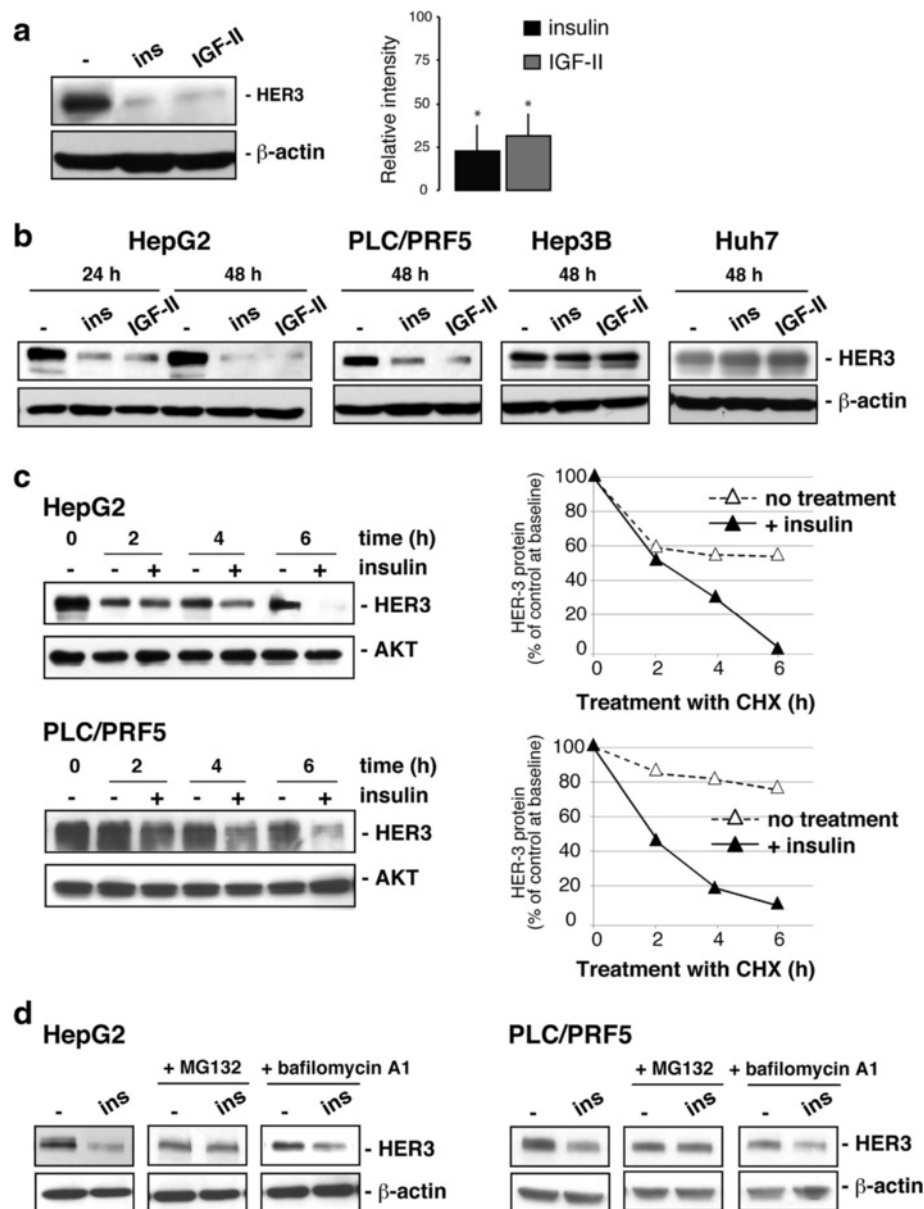 a
- ins IGF-II
- HER3
- β-actin
Relative intensity
100
75
50
25
0
insulin
IGF-II
* *
b
HepG2 PLC/PRF5 Hep3B Huh7
24 h 48 h 48 h 48 h 48 h
- ins IGF-II - ins IGF-II - ins IGF-II - ins IGF-II - ins IGF-II
- HER3
- β-actin
c
HepG2
0 2 4 6 time (h)
- - + - + - + insulin
- HER3
- AKT
HER-3 protein
(% of control at baseline)
100
80
60
40
20
0
0 2 4 6
no treatment
+ insulin
Treatment with CHX (h)
PLC/PRF5
0 2 4 6 time (h)
- - + - + - + insulin
- HER3
- AKT
HER-3 protein
(% of control at baseline)
100
80
60
40
20
0
0 2 4 6
no treatment
+ insulin
Treatment with CHX (h)
d
HepG2
+ MG132 + bafilomycin A1
- ins - ins - ins
- HER3
- β-actin
PLC/PRF5
+ MG132 + bafilomycin A1
- ins - ins - ins
- HER3
- β-actin